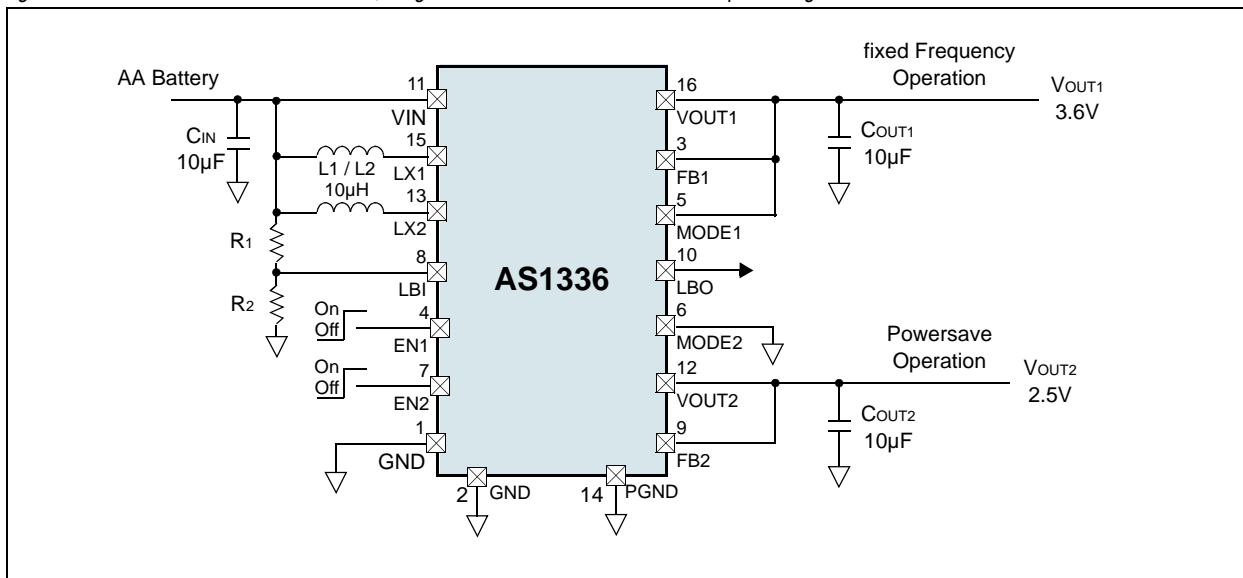 AA Battery
CIN
10µF
11
VIN
15
LX1
L1 / L2
10µH
13
LX2
R1
8
LBI
R2
On
Off
4
EN1
On
Off
7
EN2
1
GND
2
GND
14
PGND
AS1336
16
VOUT1
3
FB1
5
MODE1
10
LBO
6
MODE2
12
VOUT2
9
FB2
fixed Frequency
Operation
VOUT1
3.6V
COUT1
10µF
Powersave
Operation
VOUT2
2.5V
COUT2
10µF